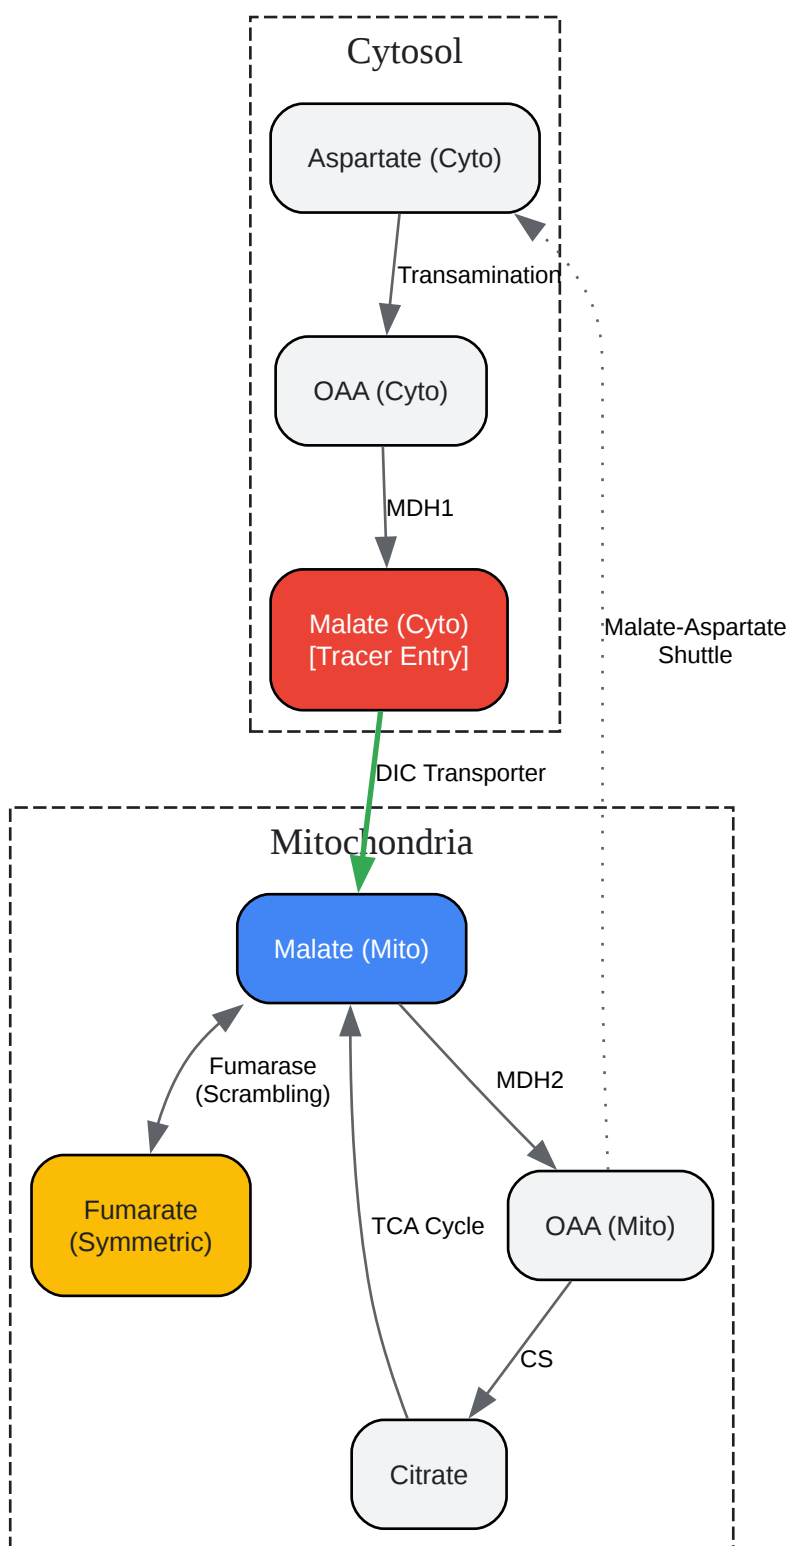 Cytosol
Aspartate (Cyto)
Transamination
OAA (Cyto)
MDH1
Malate (Cyto)
[Tracer Entry]
Malate-Aspartate
Shuttle
DIC Transporter
Mitochondria
Malate (Mito)
Fumarase
(Scrambling)
MDH2
Fumarate
(Symmetric)
TCA Cycle
OAA (Mito)
CS
Citrate